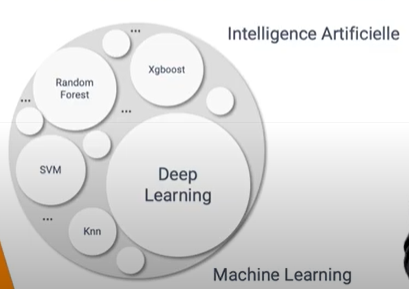 Intelligence Artificielle
...
Xgboost
Random
Forest
...
...
SVM
Deep
Learning
...
Knn
Machine Learning